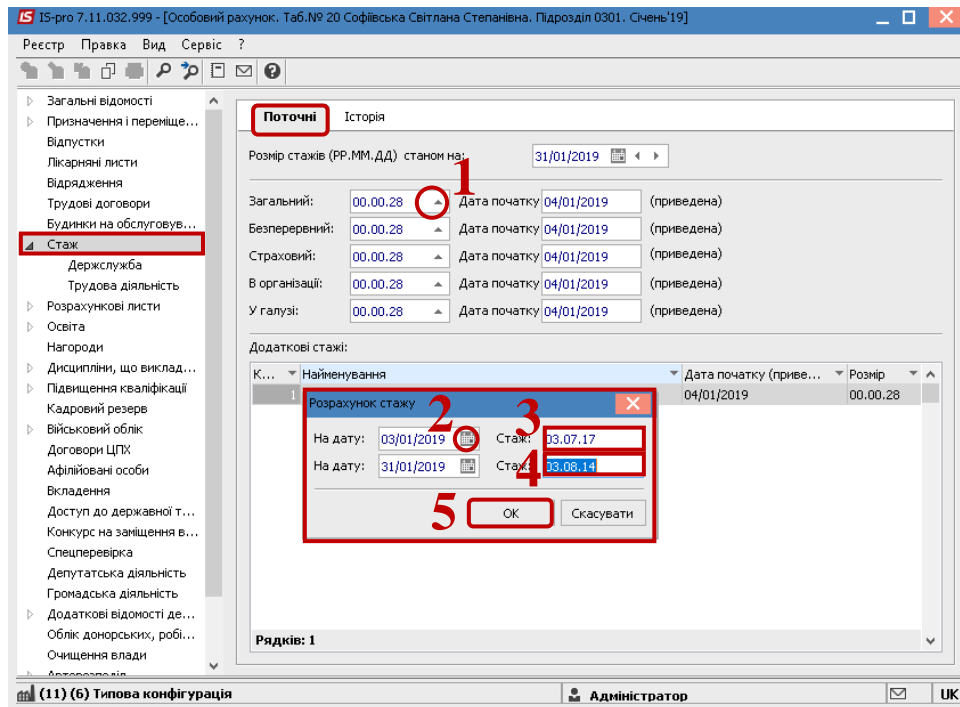 IS-pro 7.11.032.999 - [Особовий рахунок. Таб.№ 20 Софіївська Світлана Степанівна. Підрозділ 0301. Січень'19]
Реєстр Правка Вид Сервіс ?
Загальні відомості
Призначення і переміще...
Відпустки
Лікарняні листи
Відрядження
Трудові договори
Будинки на обслуговув...
Стаж
Держслужба
Трудова діяльність
Розрахункові листи
Освіта
Нагороди
Дисципліни, що виклад...
Підвищення кваліфікації
Кадровий резерв
Військовий облік
Договори ЦПХ
Афілійовані особи
Вкладення
Доступ до державної т...
Конкурс на заміщення в...
Спецперевірка
Депутатська діяльність
Громадська діяльність
Додаткові відомості де...
Облік донорських, робі...
Очищення влади
Авторозподіл
Поточні Історія
Розмір стажів (РР.ММ.ДД) станом на: 31/01/2019
1
Загальний: 00.00.28 Дата початку 04/01/2019 (приведена)
Безперервний: 00.00.28 Дата початку 04/01/2019 (приведена)
Страховий: 00.00.28 Дата початку 04/01/2019 (приведена)
В організації: 00.00.28 Дата початку 04/01/2019 (приведена)
У галузі: 00.00.28 Дата початку 04/01/2019 (приведена)
Додаткові стажі:
К... Найменування Дата початку (приве... Розмір
1 04/01/2019 00.00.28
Розрахунок стажу
2 3
На дату: 03/01/2019 Стаж: 03.07.17
На дату: 31/01/2019 Стаж: 03.08.14
4
5 OK Скасувати
Рядків: 1
(11) (6) Типова конфігурація Адміністратор UK